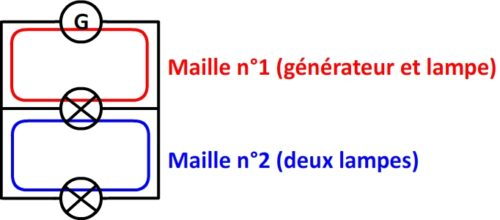 G
Maille n°1 (générateur et lampe)
Maille n°2 (deux lampes)